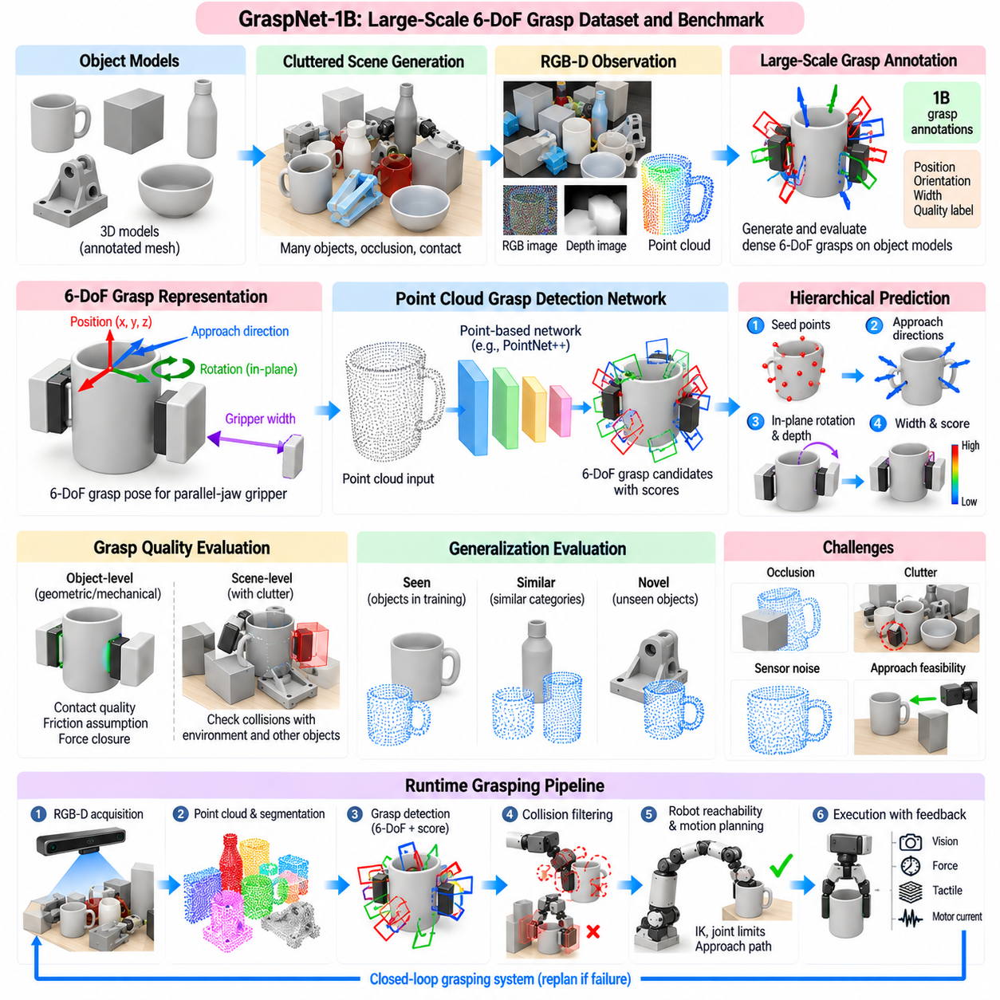 GraspNet-1B: Large-Scale 6-DoF Grasp Dataset and Benchmark
Object Models
3D models
(annotated mesh)
Cluttered Scene Generation
Many objects, occlusion, contact
RGB-D Observation
RGB image
Depth image
Point cloud
Large-Scale Grasp Annotation
1B
grasp
annotations
Position
Orientation
Width
Quality label
Generate and evaluate
dense 6-DoF grasps on object models
6-DoF Grasp Representation
Position (x, y, z)
Approach direction
Rotation (in-plane)
Gripper width
6-DoF grasp pose for parallel-jaw gripper
Point Cloud Grasp Detection Network
Point-based network
(e.g., PointNet++)
Point cloud input
6-DoF grasp candidates
with scores
Hierarchical Prediction
1 Seed points
2 Approach
directions
3 In-plane rotation
& depth
4 Width & score
High
Low
Grasp Quality Evaluation
Object-level
(geometric/mechanical)
Contact quality
Friction assumption
Force closure
Scene-level
(with clutter)
Check collisions with
environment and other objects
Generalization Evaluation
Seen
(objects in training)
Similar
(similar categories)
Novel
(unseen objects)
Challenges
Occlusion
Clutter
Sensor noise
Approach feasibility
Runtime Grasping Pipeline
1 RGB-D acquisition
2 Point cloud & segmentation
3 Grasp detection
(6-DoF + score)
4 Collision filtering
5 Robot reachability
& motion planning
IK, joint limits
Approach path
6 Execution with feedback
Vision
Force
Tactile
Motor current
Closed-loop grasping system (replan if failure)